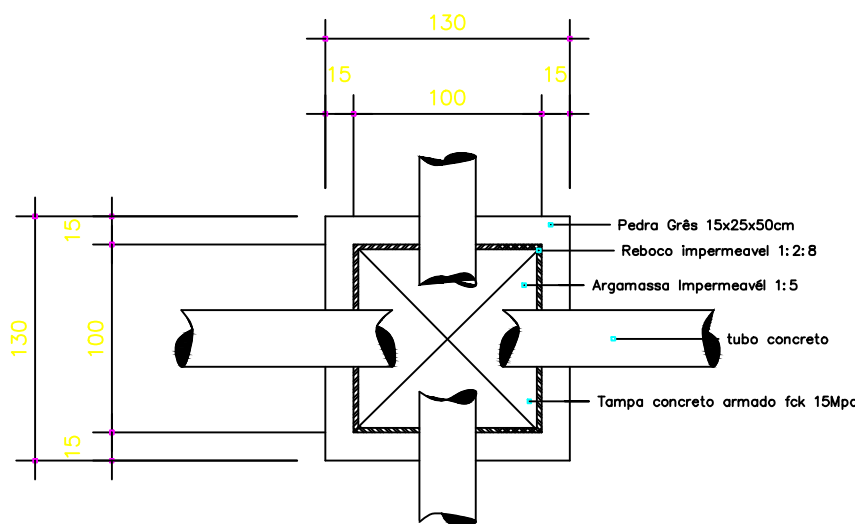 130
15
15
100
Pedra Grês 15x25x50cm
15
Reboco impermeavel 1:2:8
Argamassa Impermeavél 1:5
130
100
tubo concreto
Tampa concreto armado fck 15Mpa
15